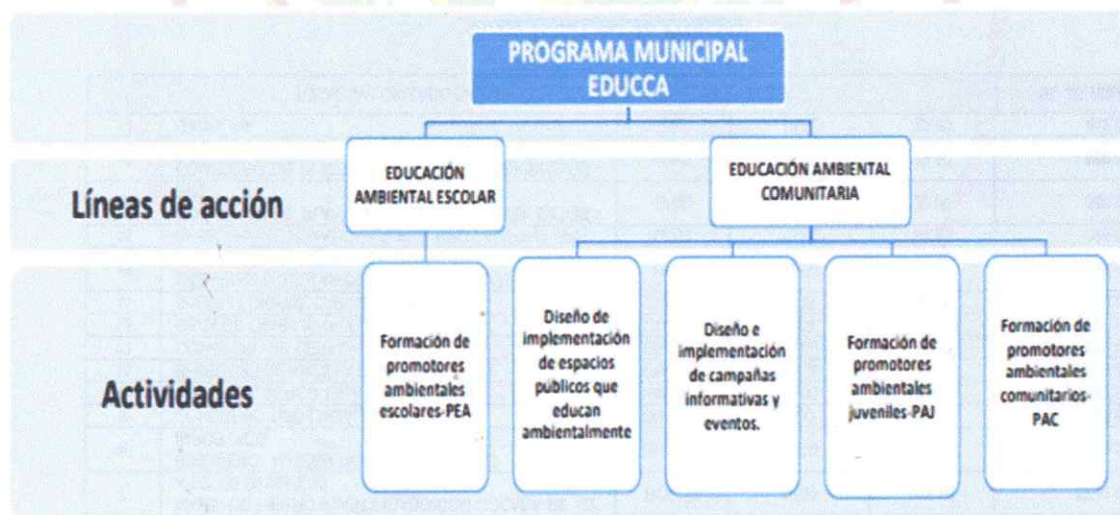 PROGRAMA MUNICIPAL
EDUCCA
Líneas de acción
EDUCACIÓN
AMBIENTAL ESCOLAR
EDUCACIÓN AMBIENTAL
COMUNITARIA
Actividades
Formación de
promotores
ambientales
escolares-PEA
Diseño de
implementación
de espacios
públicos que
educan
ambientalmente
Diseño e
implementación
de campañas
informativas y
eventos.
Formación de
promotores
ambientales
juveniles-PAJ
Formación de
promotores
ambientales
comunitarios-
PAC